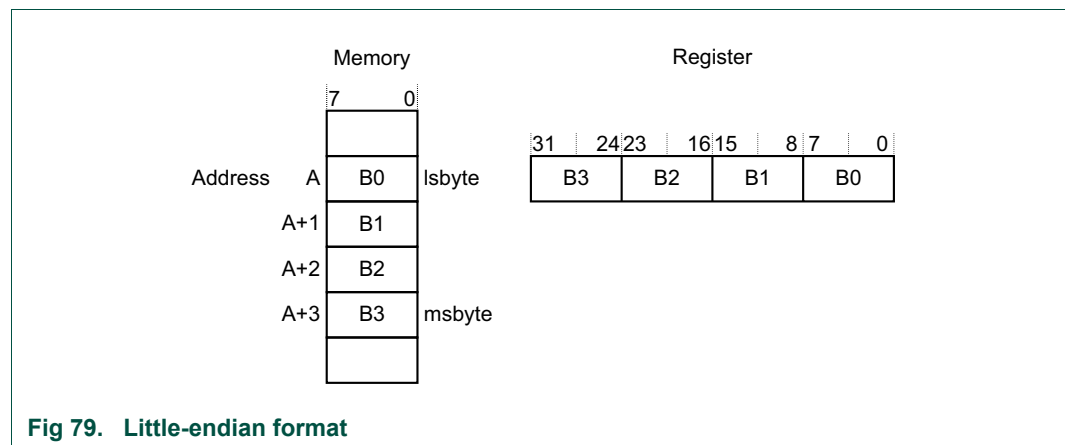 Memory Register
7 0
31 24 23 16 15 8 7 0
Address A B0 lsbyte B3 B2 B1 B0
A+1 B1
A+2 B2
A+3 B3 msbyte
Fig 79. Little-endian format